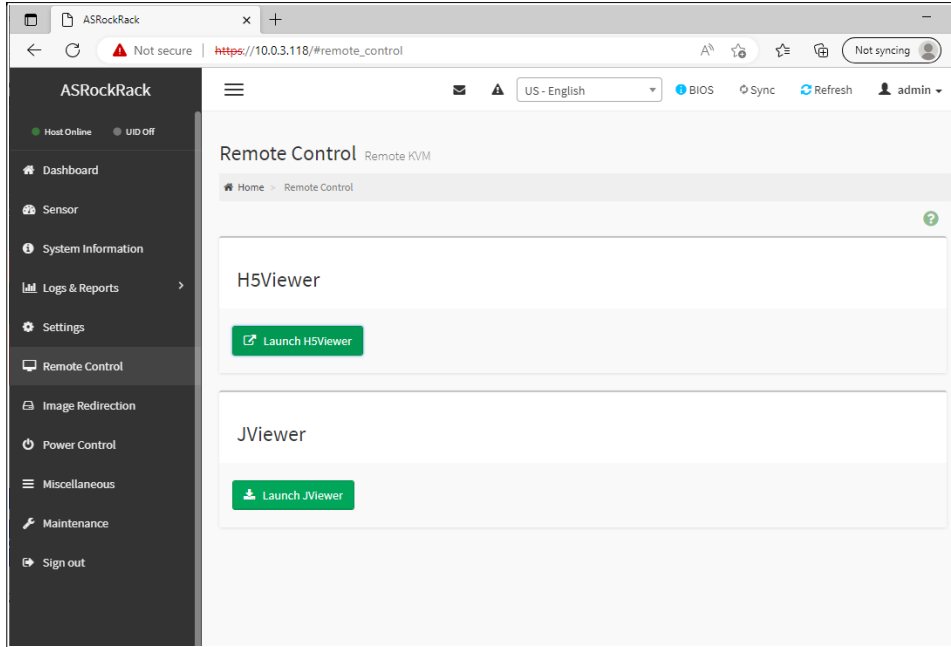 ASRockRack
Not secure https://10.0.3.118/#remote_control Not syncing
ASRockRack
US - English BIOS Sync Refresh admin
Host Online UID Off
Dashboard
Sensor
System Information
Logs & Reports
Settings
Remote Control
Image Redirection
Power Control
Miscellaneous
Maintenance
Sign out
Remote Control Remote KVM
Home > Remote Control
H5Viewer
Launch H5Viewer
JViewer
Launch JViewer